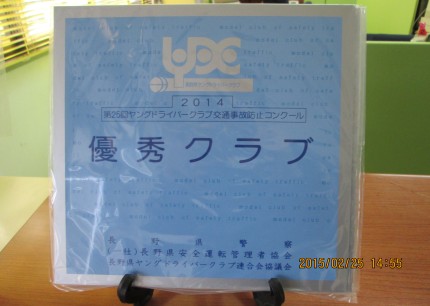 YDC
2014
第25回ヤングドライバークラブ交通事故防止コンクール
優秀クラブ
長野県警察
(一社)長野県安全運転管理者協会
長野県ヤングドライバークラブ連合会協議会
2015/02/25 14:55